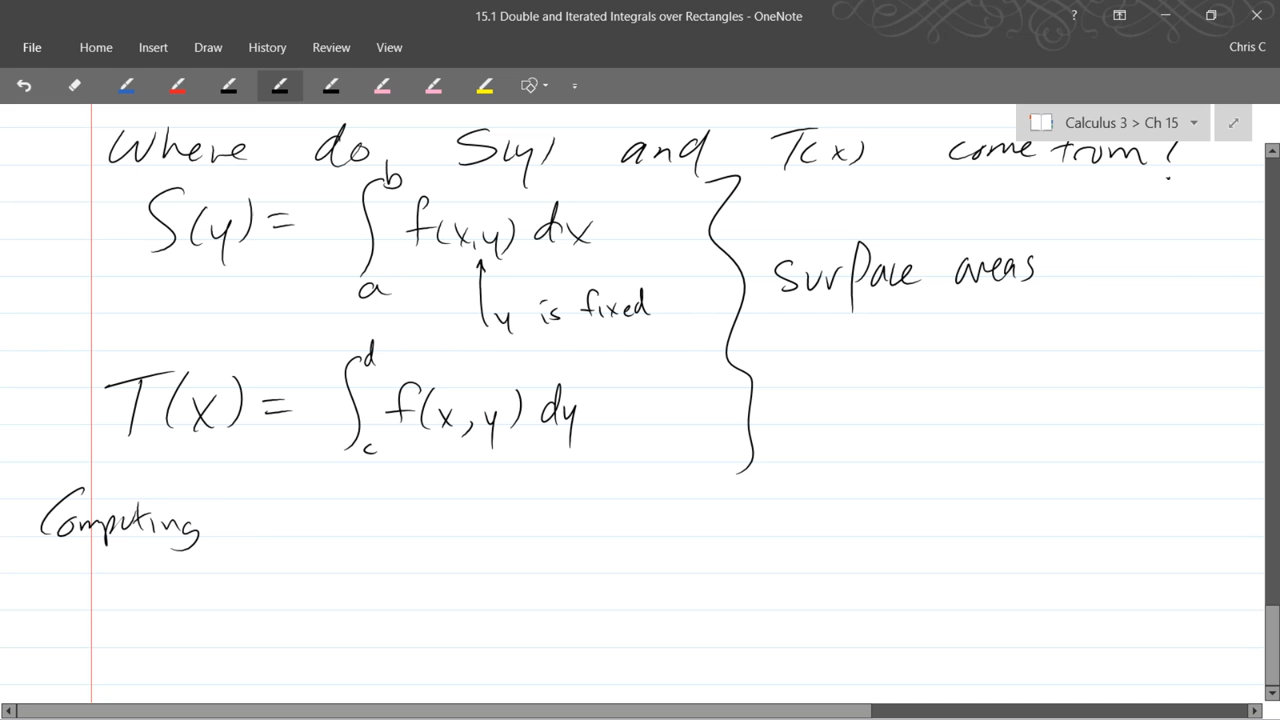 15.1 Double and Iterated Integrals over Rectangles - OneNote
File Home Insert Draw History Review View
Chris C
Calculus 3 > Ch 15
Where do S(y) and T(x) come from?
S(y) = ∫_a^b f(x,y) dx
y is fixed
surface areas
T(x) = ∫_c^d f(x,y) dy
Computing